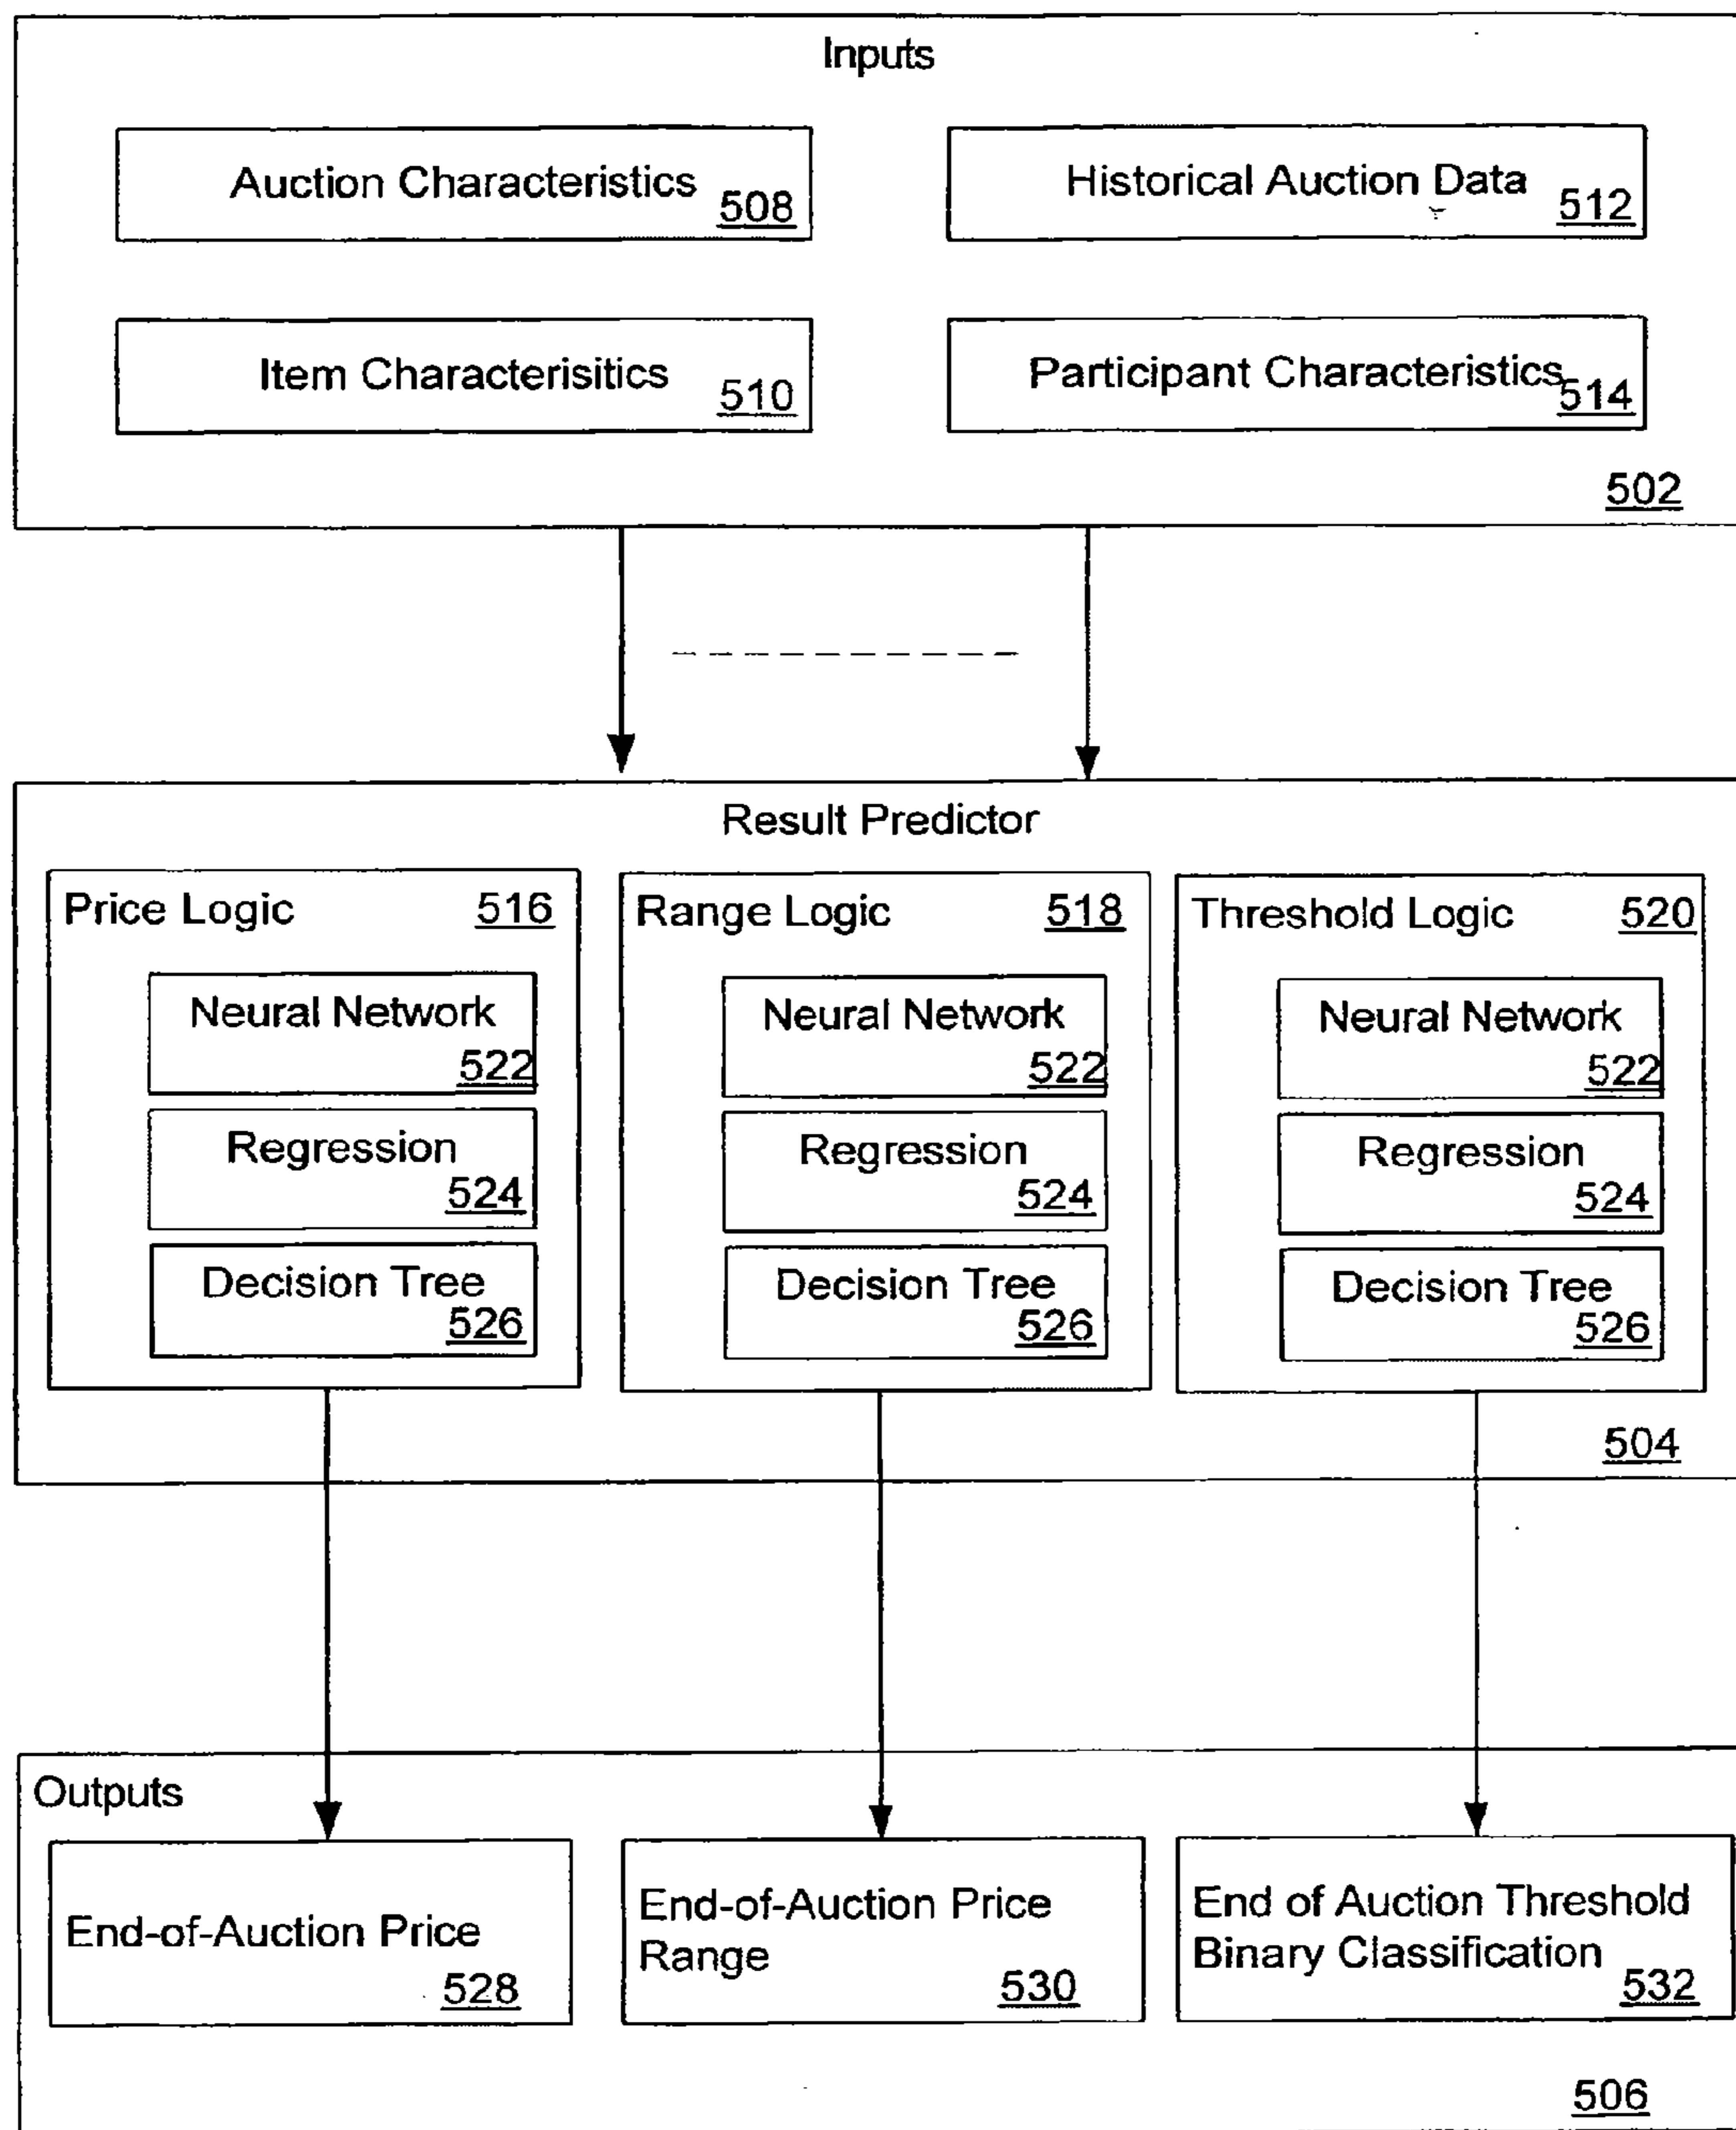 Inputs
Auction Characteristics
508
Historical Auction Data
512
Item Characterisitics
510
Participant Characteristics
514
502
Result Predictor
Price Logic
516
Neural Network
522
Regression
524
Decision Tree
526
Range Logic
518
Neural Network
522
Regression
524
Decision Tree
526
Threshold Logic
520
Neural Network
522
Regression
524
Decision Tree
526
504
Outputs
End-of-Auction Price
528
End-of-Auction Price
Range
530
End of Auction Threshold
Binary Classification
532
506